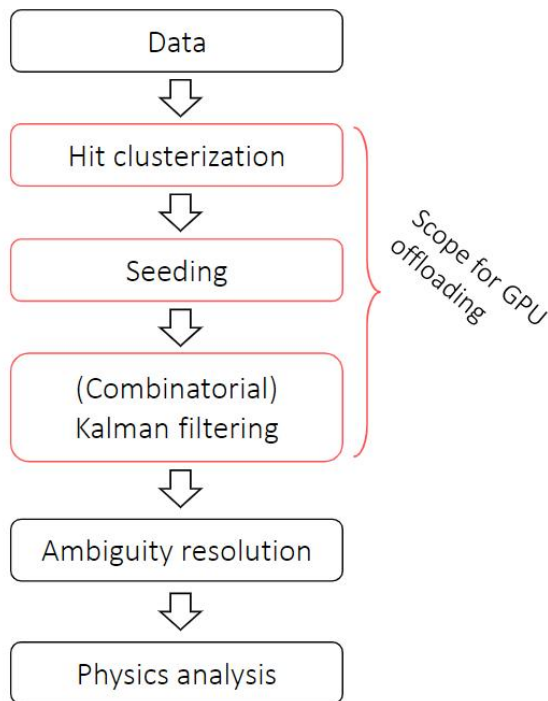 Data
Hit clusterization
Seeding
(Combinatorial)
Kalman filtering
Scope for GPU
offloading
Ambiguity resolution
Physics analysis